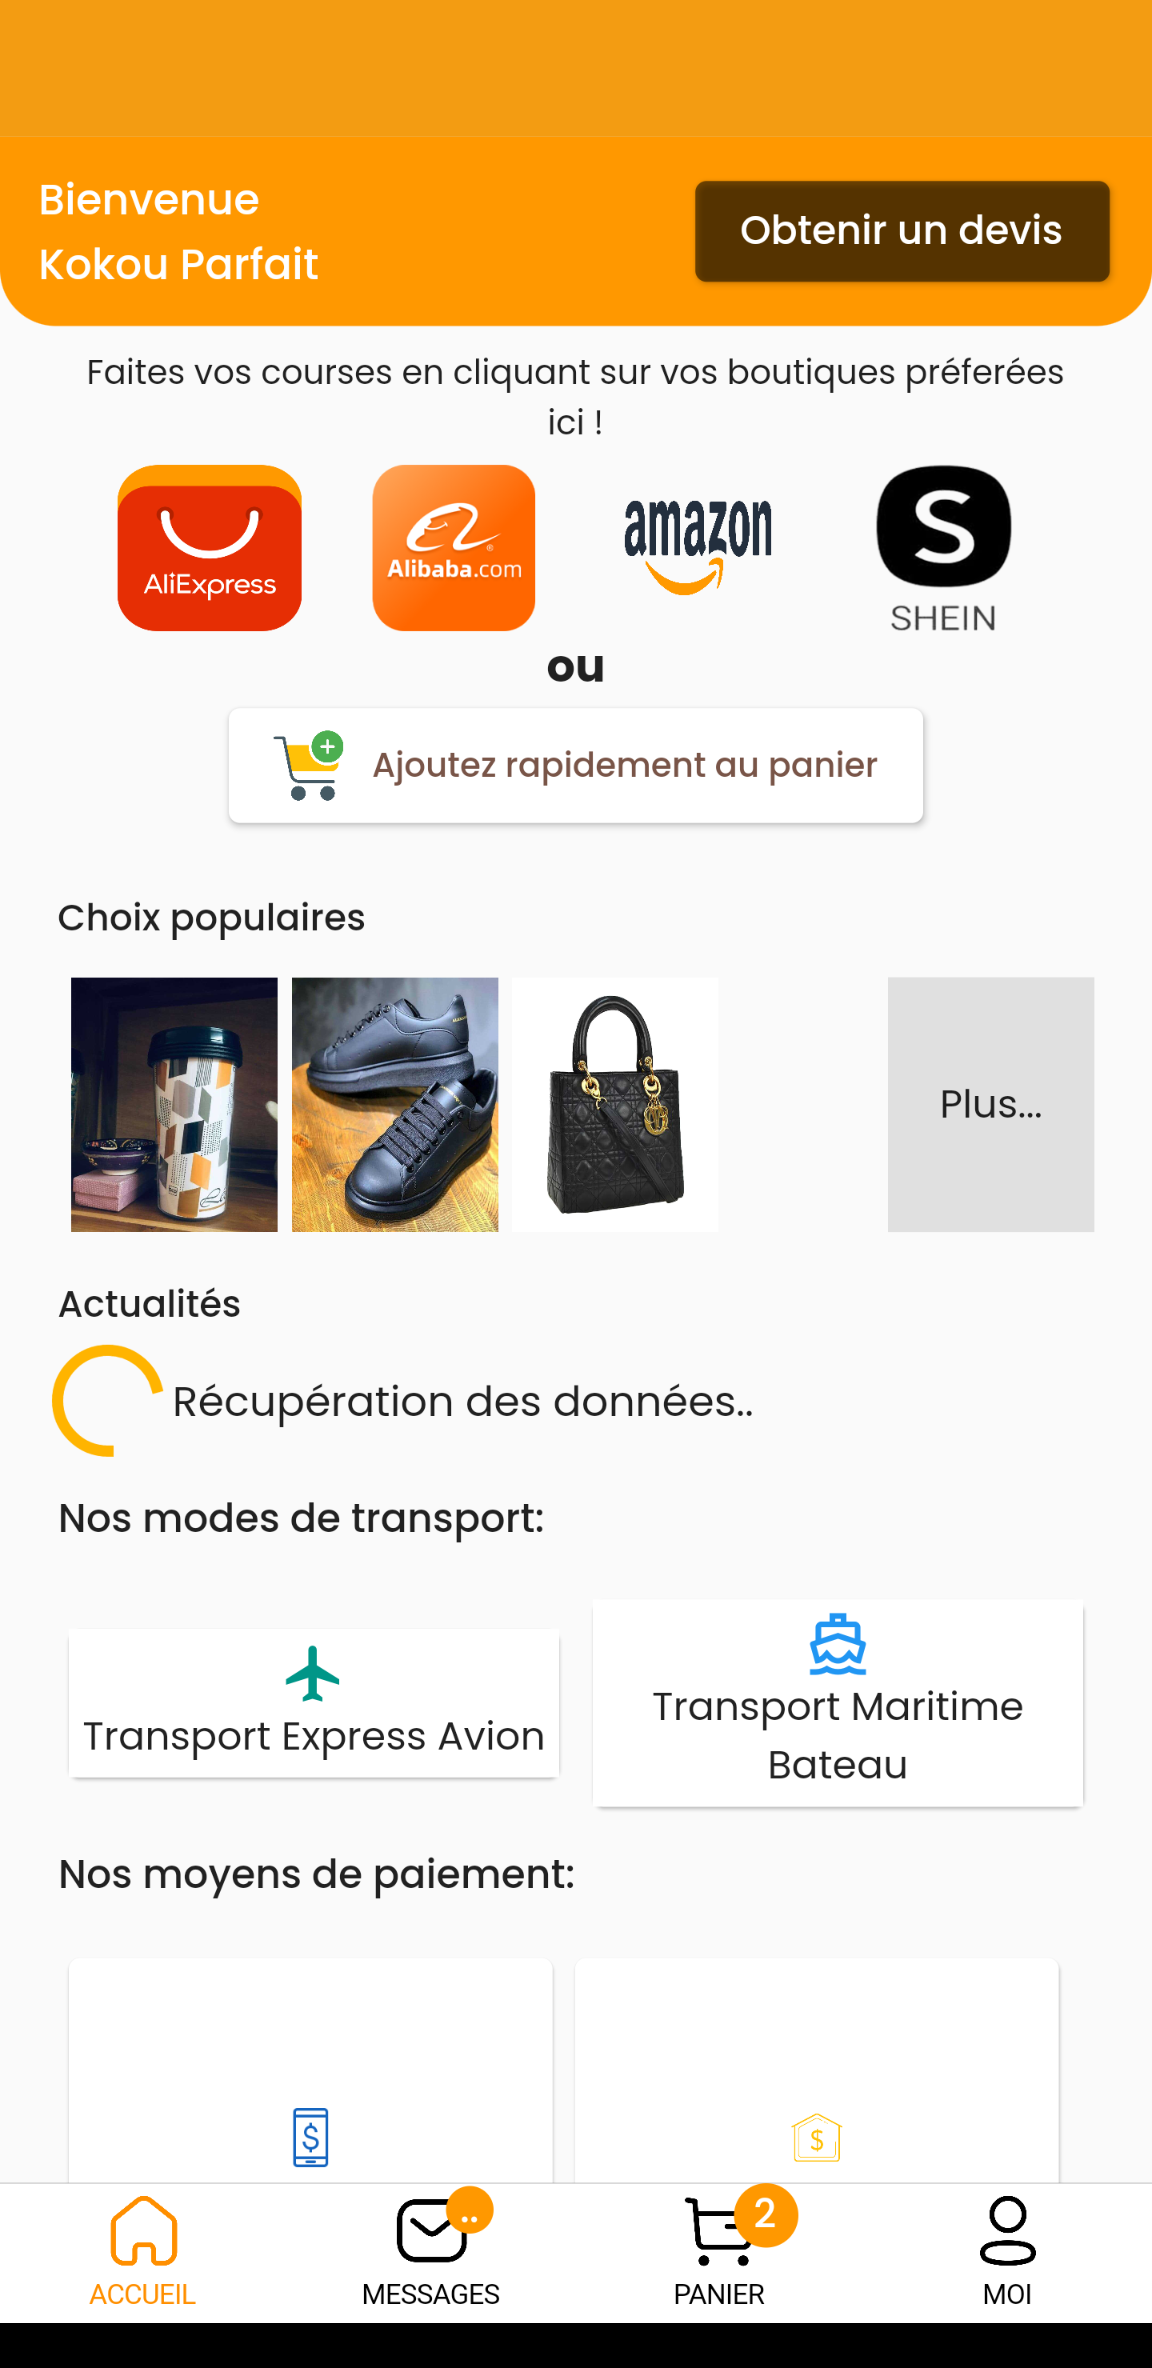 Bienvenue
Kokou Parfait
Obtenir un devis
Faites vos courses en cliquant sur vos boutiques préferées
ici !
AliExpress
Alibaba.com
amazon
S
SHEIN
ou
Ajoutez rapidement au panier
Choix populaires
Plus...
Actualités
Récupération des données..
Nos modes de transport:
Transport Express Avion
Transport Maritime
Bateau
Nos moyens de paiement:
$
$
..
2
ACCUEIL
MESSAGES
PANIER
MOI